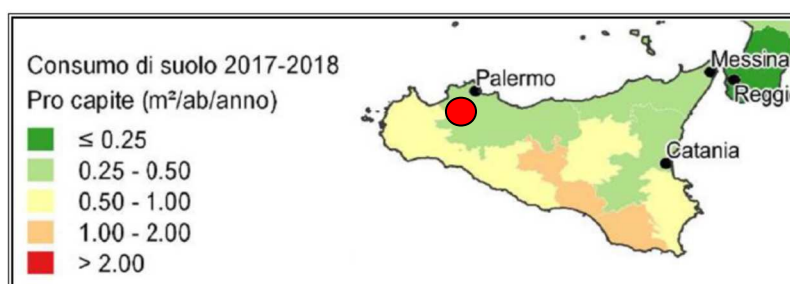 Consumo di suolo 2017-2018
Pro capite (m²/ab/anno)
≤ 0.25
0.25 - 0.50
0.50 - 1.00
1.00 - 2.00
> 2.00
Palermo
Messina
Reggi
Catania